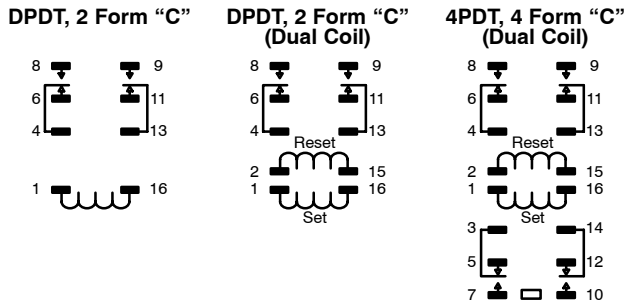 DPDT, 2 Form “C”
8 9
6 11
4 13
1 16
DPDT, 2 Form “C”
(Dual Coil)
8 9
6 11
4 13
Reset
2 15
1 16
Set
4PDT, 4 Form “C”
(Dual Coil)
8 9
6 11
4 13
Reset
2 15
1 16
Set
3 14
5 12
7 10